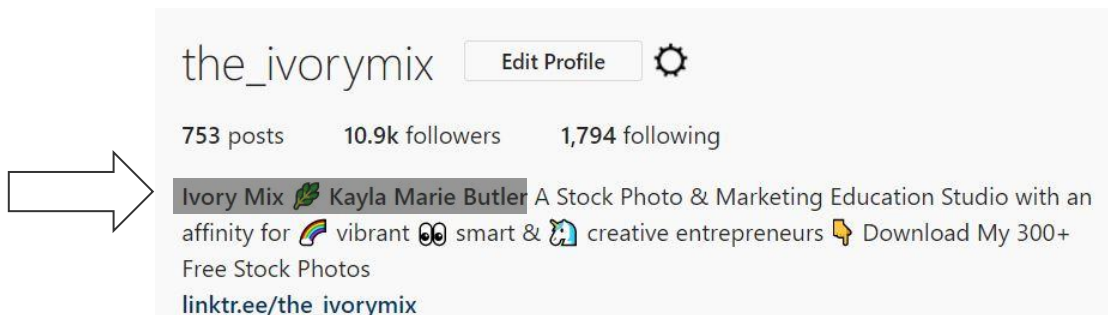 the_ivorymix Edit Profile
753 posts 10.9k followers 1,794 following
Ivory Mix 🌿 Kayla Marie Butler A Stock Photo & Marketing Education Studio with an
affinity for 🌈 vibrant 👀 smart & 🦄 creative entrepreneurs 👇 Download My 300+
Free Stock Photos
linktr.ee/the_ivorymix